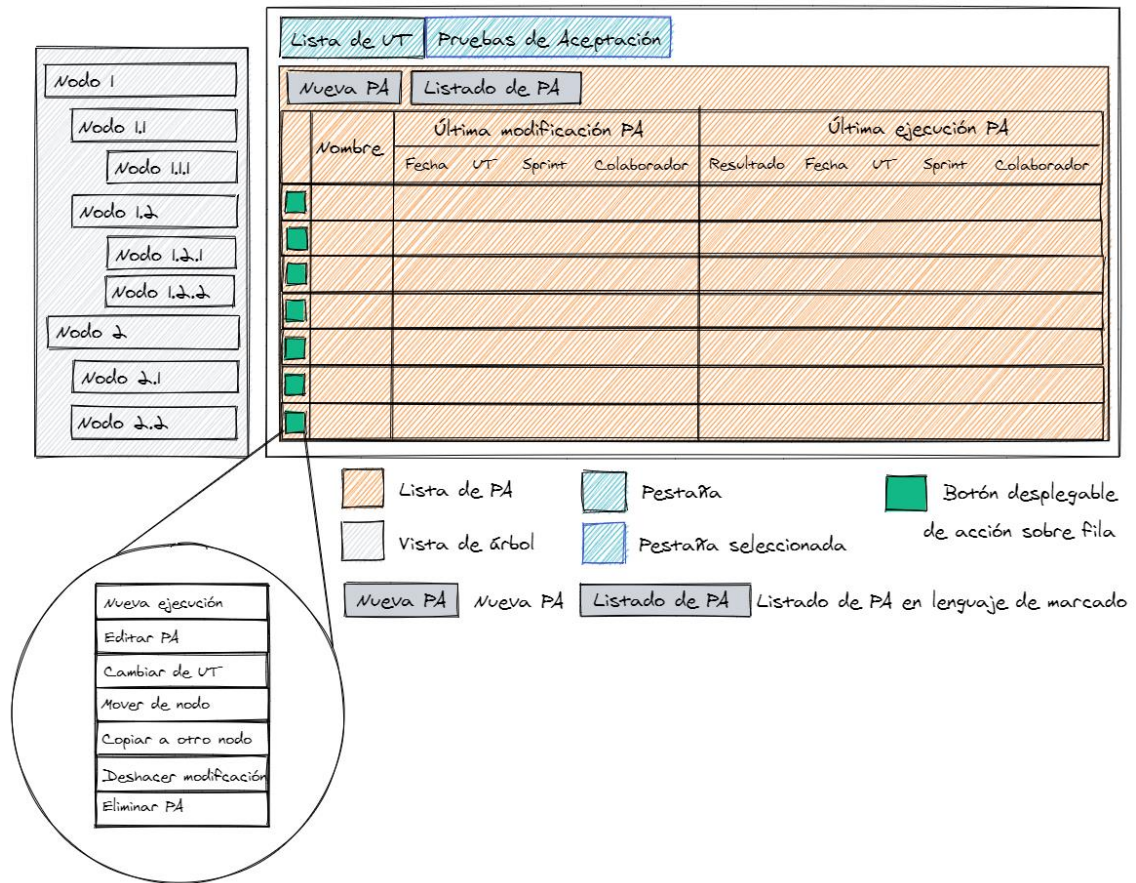 Lista de UT Pruebas de Aceptación
Nodo 1
Nodo 1.1
Nodo 1.1.1
Nodo 1.2
Nodo 1.2.1
Nodo 1.2.2
Nodo 2
Nodo 2.1
Nodo 2.2
Nueva PA Listado de PA
Nombre
Última modificación PA
Última ejecución PA
Fecha UT Sprint Colaborador
Resultado Fecha UT Sprint Colaborador
Lista de PA
Pestaña
Botón desplegable
de acción sobre fila
Vista de árbol
Pestaña seleccionada
Nueva PA Nueva PA
Listado de PA Listado de PA en lenguaje de marcado
Nueva ejecución
Editar PA
Cambiar de UT
Mover de nodo
Copiar a otro nodo
Deshacer modifcación
Eliminar PA